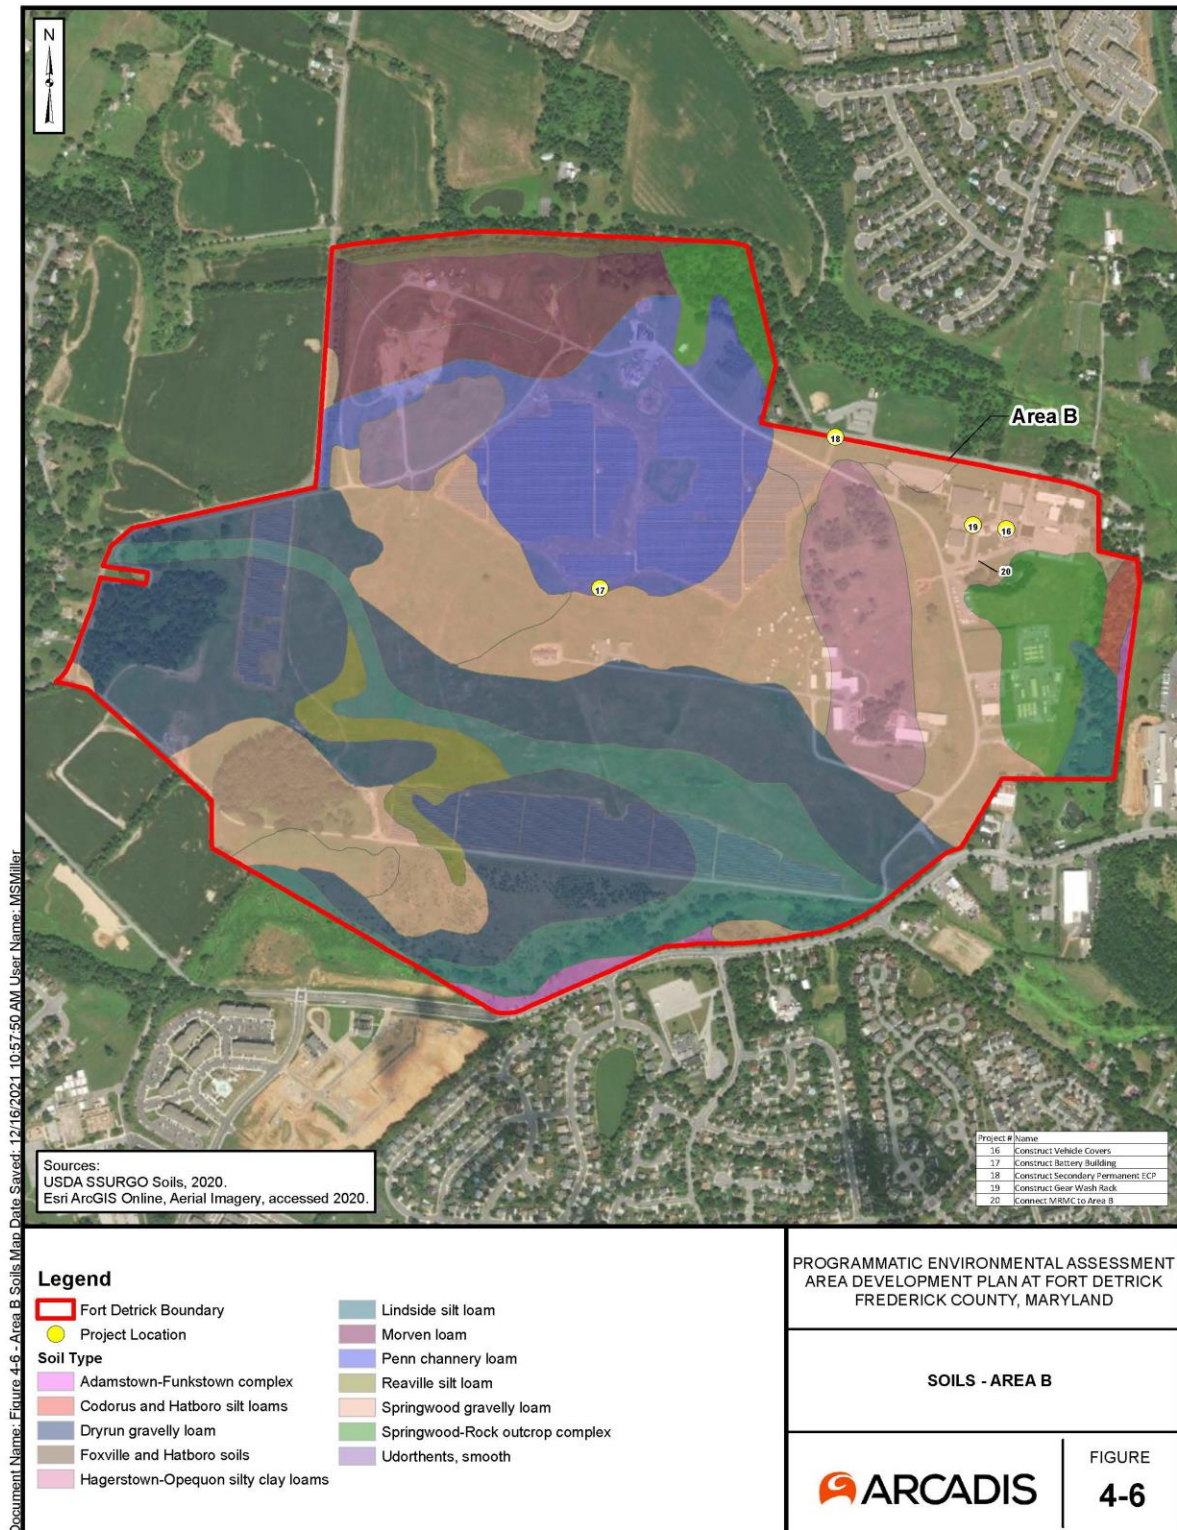 N
Area B
18
19
16
20
17
Project # Name
16 Construct Vehicle Covers
17 Construct Battery Building
18 Construct Secondary Permanent ECP
19 Construct Gear Wash Rack
20 Connect MRMC to Area B
Sources:
USDA SSURGO Soils, 2020.
Esri ArcGIS Online, Aerial Imagery, accessed 2020.
Document Name: Figure 4-6 - Area B Soils Map Date Saved: 12/16/2021 10:57:50 AM User Name: MSMiller
Legend
Fort Detrick Boundary
Project Location
Soil Type
Adamstown-Funkstown complex
Codorus and Hatboro silt loams
Dryrun gravelly loam
Foxville and Hatboro soils
Hagerstown-Opequon silty clay loams
Lindside silt loam
Morven loam
Penn channery loam
Reaville silt loam
Springwood gravelly loam
Springwood-Rock outcrop complex
Udorthents, smooth
PROGRAMMATIC ENVIRONMENTAL ASSESSMENT
AREA DEVELOPMENT PLAN AT FORT DETRICK
FREDERICK COUNTY, MARYLAND
SOILS - AREA B
ARCADIS
FIGURE
4-6